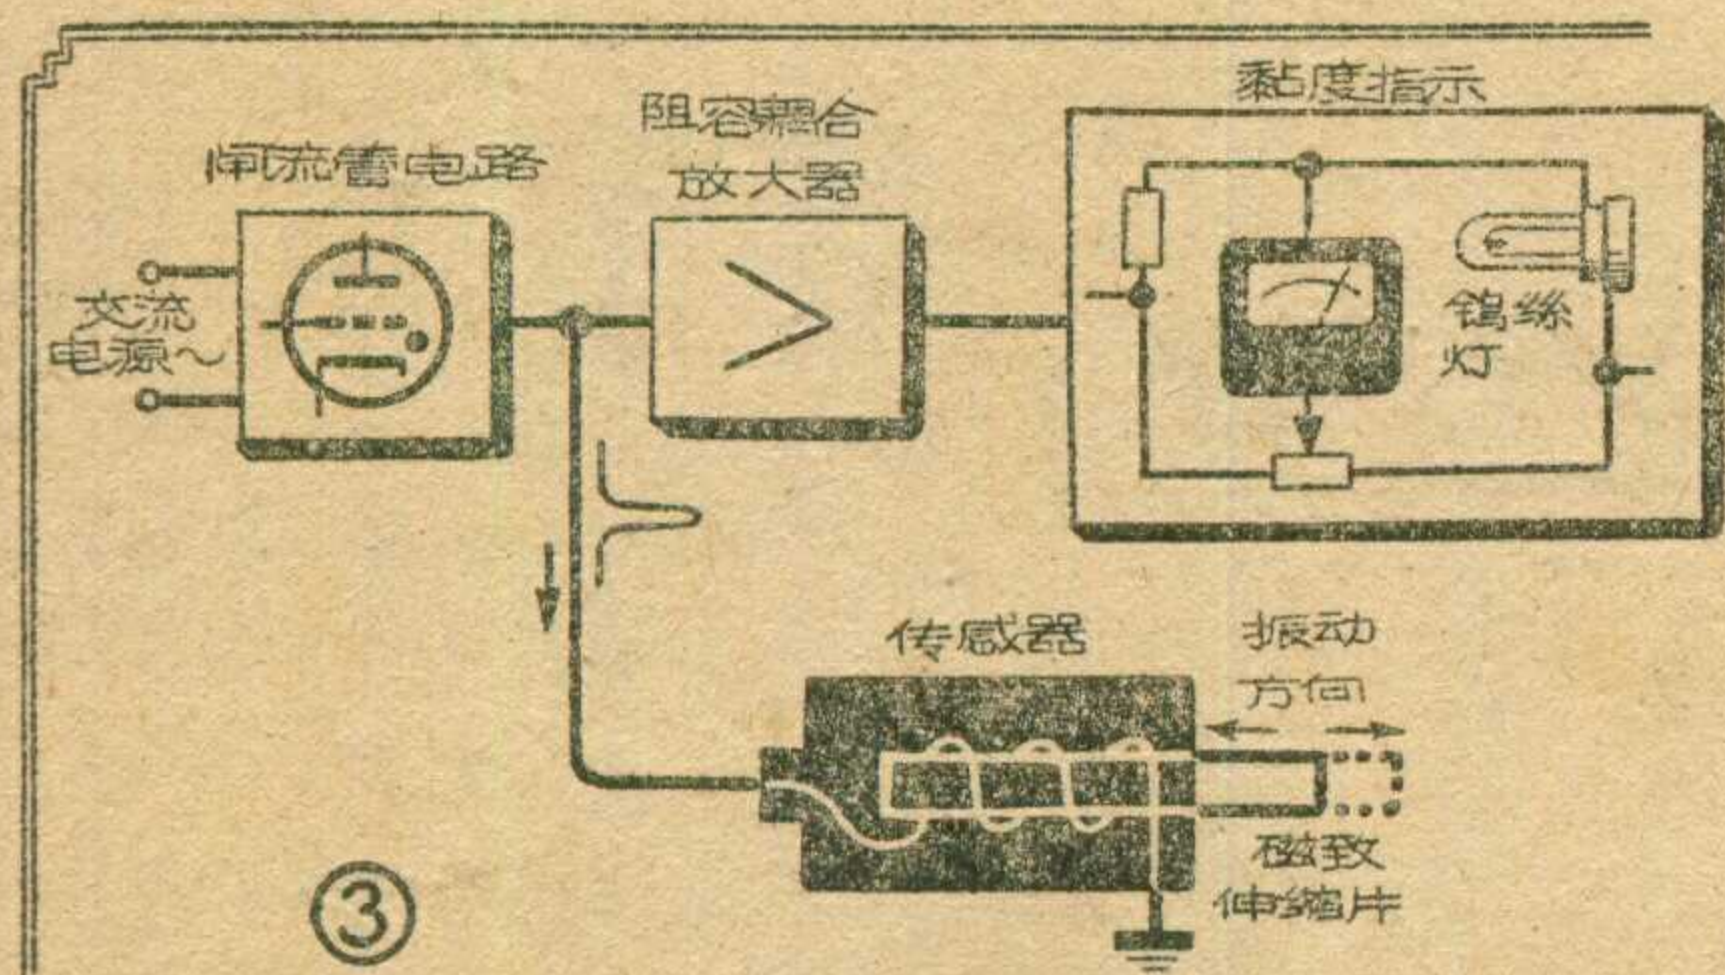 黏度指示
阻容耦合
放大器
闸流管电路
交流
电源~
钨丝
灯
传感器
振动
方向
磁致
伸缩片
③